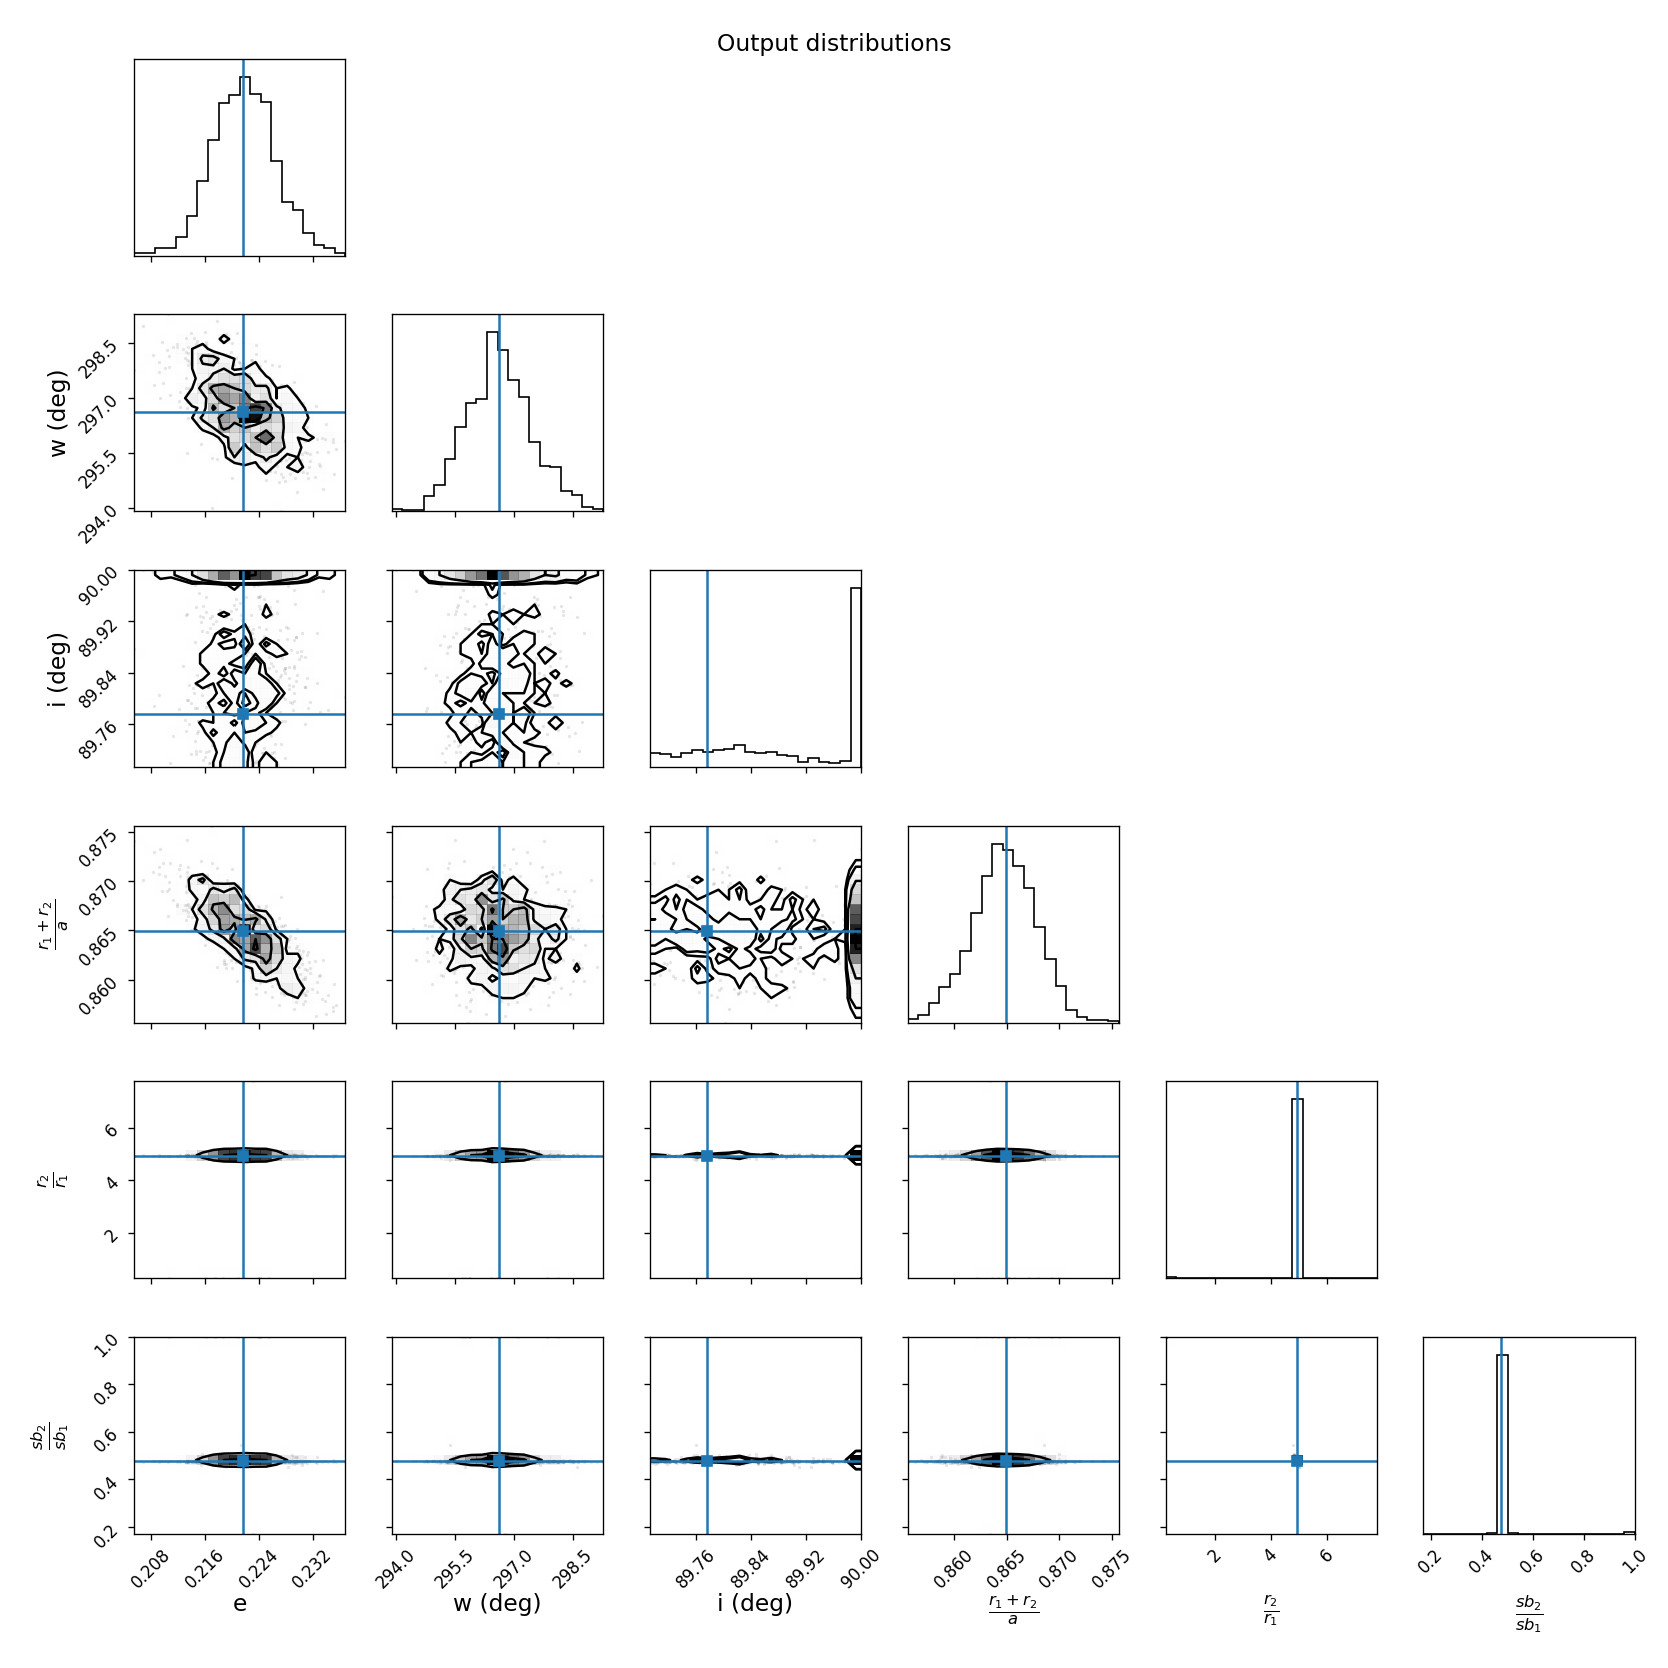 Output distributions
w (deg)
298.5
297.0
295.5
294.0
i (deg)
90.00
89.92
89.84
89.76
r₁ + r₂
a
0.875
0.870
0.865
0.860
r₂
r₁
6
4
2
sb₂
sb₁
1.0
0.8
0.6
0.4
0.2
0.208 0.216 0.224 0.232 294.0 295.5 297.0 298.5 89.76 89.84 89.92 90.00 0.860 0.865 0.870 0.875 2 4 6 0.2 0.4 0.6 0.8 1.0
e w (deg) i (deg)
r₁ + r₂
a
r₂
r₁
sb₂
sb₁